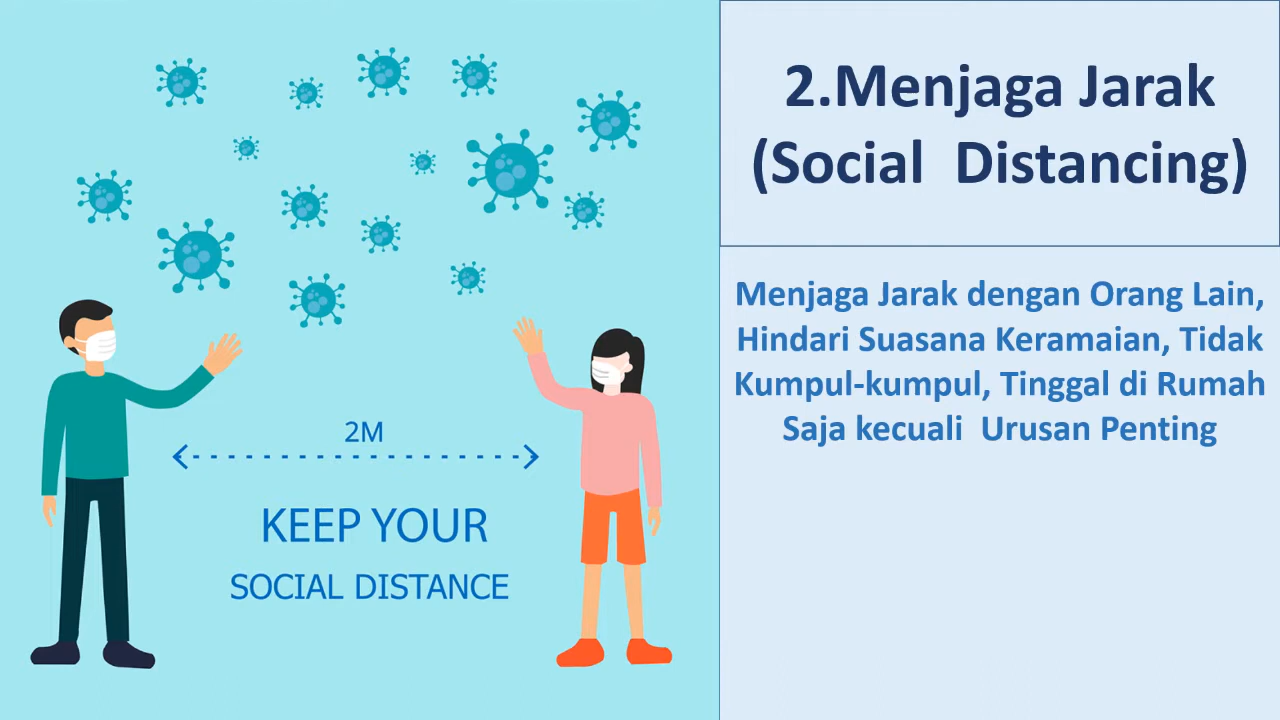 2M
KEEP YOUR
SOCIAL DISTANCE
2.Menjaga Jarak
(Social  Distancing)
Menjaga Jarak dengan Orang Lain,
Hindari Suasana Keramaian, Tidak
Kumpul-kumpul, Tinggal di Rumah
Saja kecuali  Urusan Penting